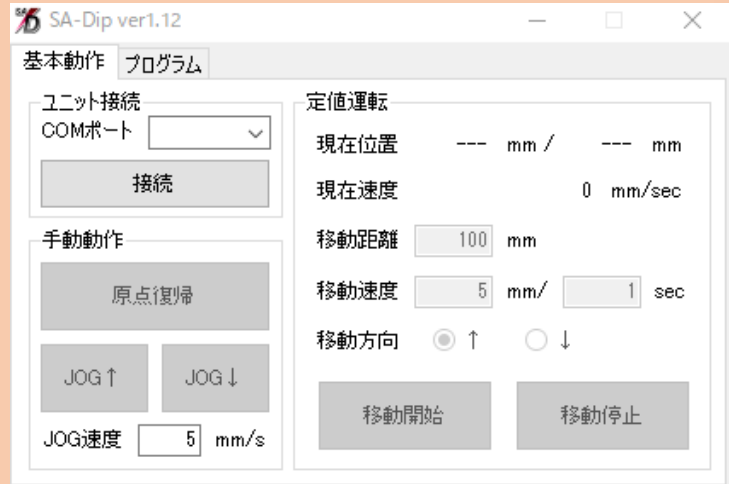 SA-Dip ver1.12
基本動作 プログラム
ユニット接続
COMポート
接続
手動動作
原点復帰
JOG↑ JOG↓
JOG速度 5 mm/s
定値運転
現在位置 --- mm / --- mm
現在速度 0 mm/sec
移動距離 100 mm
移動速度 5 mm/ 1 sec
移動方向 ↑ ↓
移動開始 移動停止